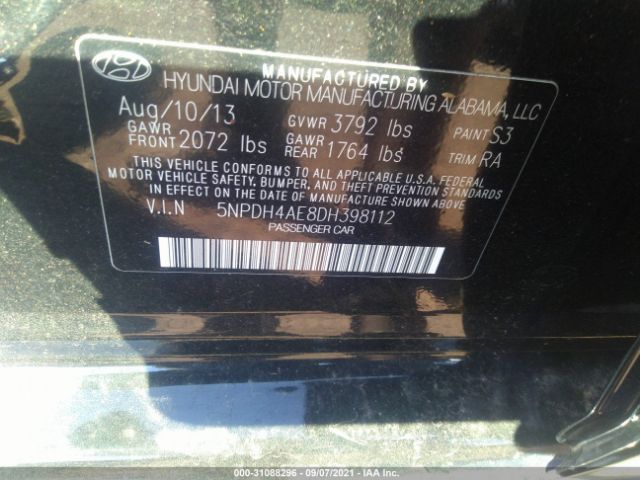 MANUFACTURED BY
HYUNDAI MOTOR MANUFACTURING ALABAMA, LLC
Aug/10/13 GVWR 3792 lbs PAINT S3
GAWR FRONT 2072 lbs GAWR REAR 1764 lbs TRIM RA
THIS VEHICLE CONFORMS TO ALL APPLICABLE U.S.A. FEDERAL
MOTOR VEHICLE SAFETY, BUMPER, AND THEFT PREVENTION STANDARDS
IN EFFECT ON THE DATE OF MANUFACTURE SHOWN ABOVE
V.I.N 5NPDH4AE8DH398112
PASSENGER CAR
000-31088296 - 09/07/2021 - IAA Inc.